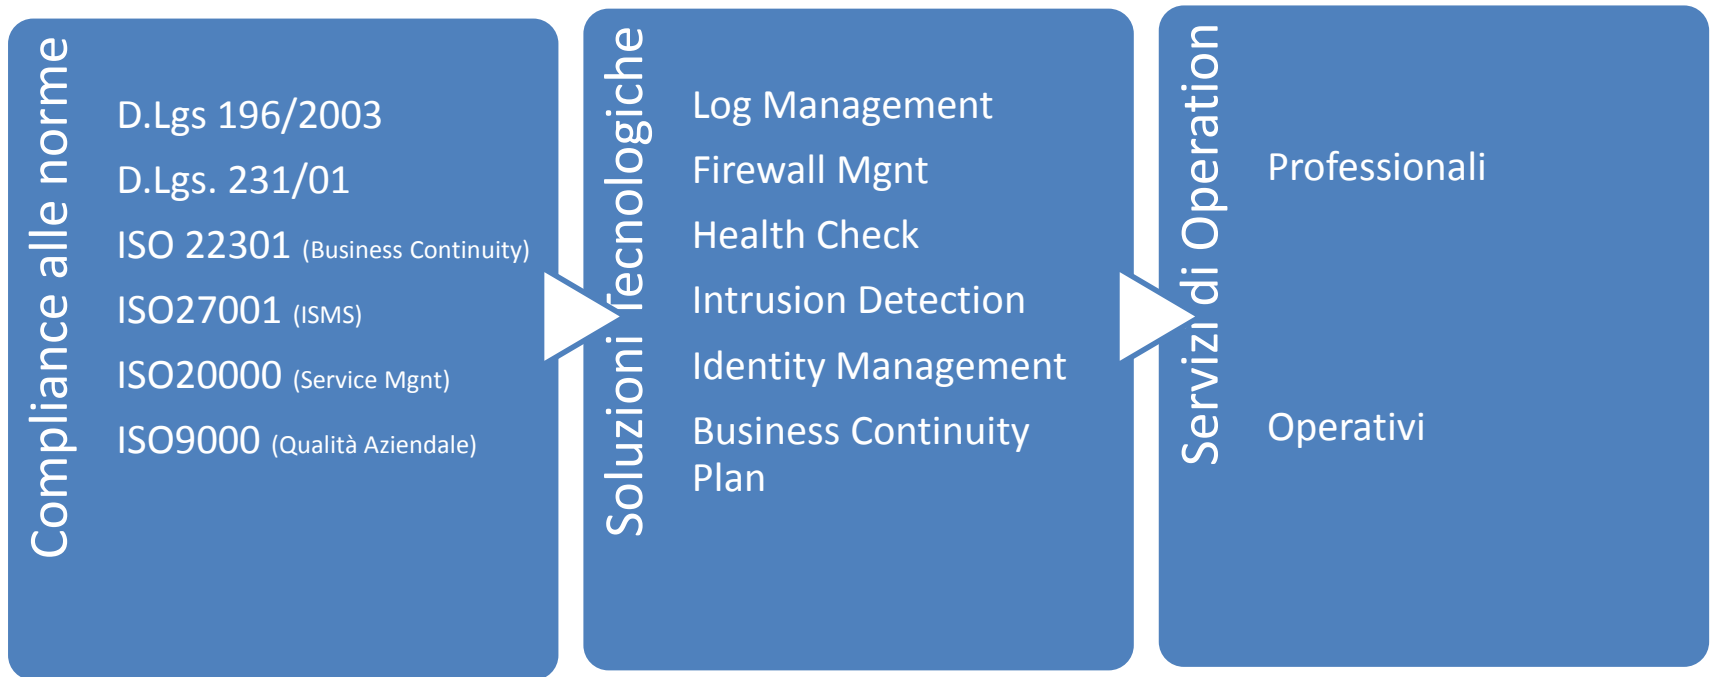 Compliance alle norme
D.Lgs 196/2003
D.Lgs. 231/01
ISO 22301 (Business Continuity)
ISO27001 (ISMS)
ISO20000 (Service Mgnt)
ISO9000 (Qualità Aziendale)
Soluzioni Tecnologiche
Log Management
Firewall Mgnt
Health Check
Intrusion Detection
Identity Management
Business Continuity
Plan
Servizi di Operation
Professionali
Operativi